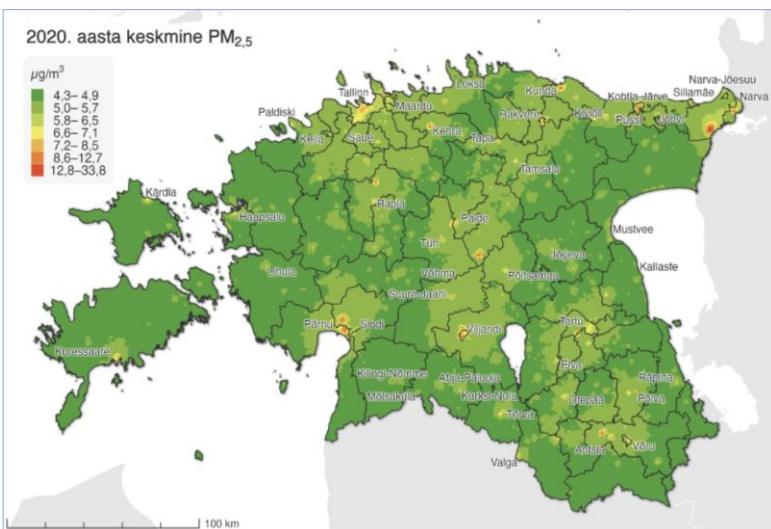 2020. aasta keskmine PM2,5
µg/m³
4,3– 4,9
5,0– 5,7
5,8– 6,5
6,6– 7,1
7,2– 8,5
8,6–12,7
12,8–33,8
Narva-Jõesuu
Loksa
Tallinn
Kunda
Kohtla-Järve
Sillamäe
Narva
Maardu
Paldiski
Rakvere
Kiviõli
Püssi
Jõhvi
Keila
Saue
Kehra
Tapa
Tamsalu
Kärdla
Haapsalu
Rapla
Paide
Mustvee
Türi
Jõgeva
Lihula
Võhma
Põltsamaa
Kallaste
Suure-Jaani
Pärnu
Sindi
Viljandi
Tartu
Kuressaare
Elva
Kilingi-Nõmme
Abja-Paluoja
Räpina
Mõisaküla
Karksi-Nuia
Otepää
Põlva
Tõrva
Antsla
Võru
Valga
100 km